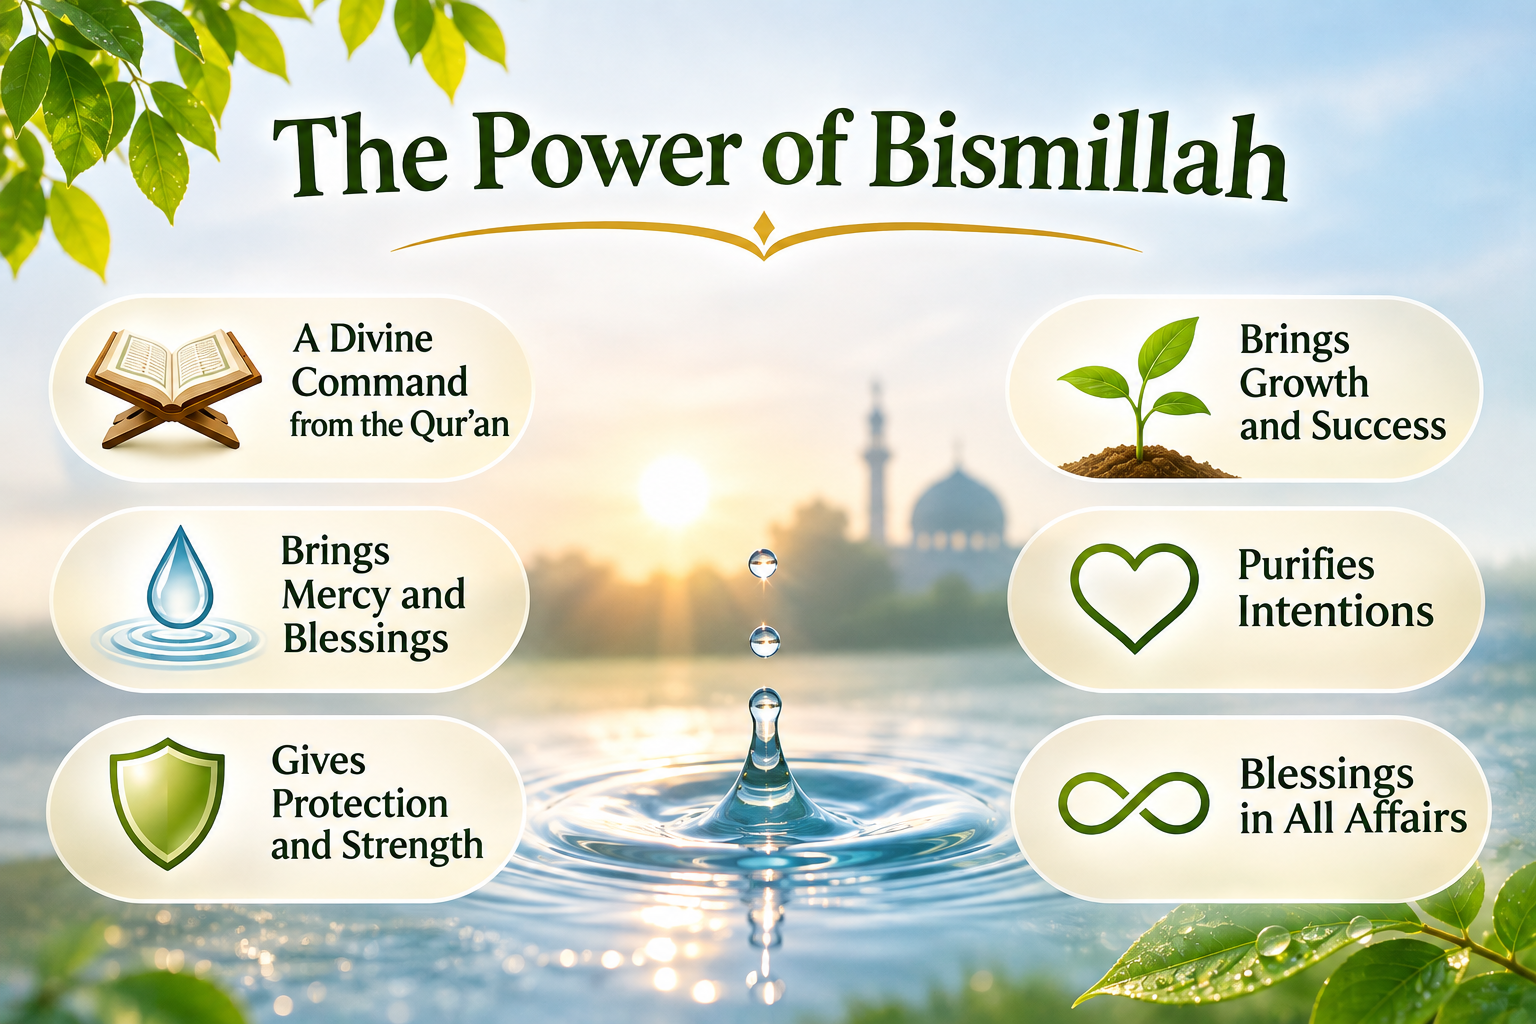 The Power of Bismillah
A Divine
Command
from the Qur'an
Brings
Mercy and
Blessings
Gives
Protection
and Strength
Brings
Growth
and Success
Purifies
Intentions
Blessings
in All Affairs